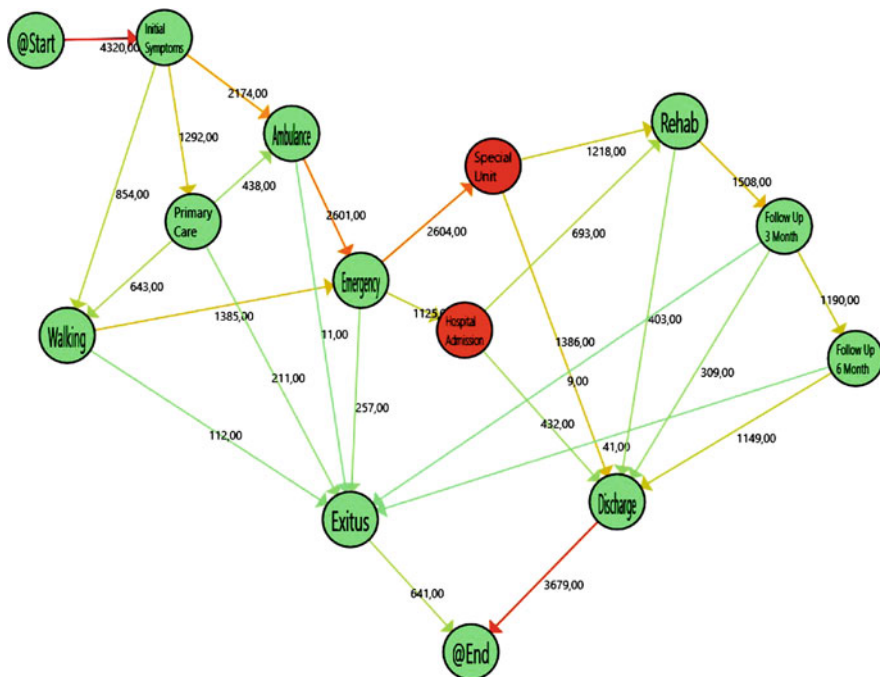 @Start
4320,00
Initial
Symptoms
2174,00
Ambulance
1292,00
854,00
438,00
Primary
Care
643,00
Walking
1385,00
2601,00
Emergency
2604,00
Special
Unit
1218,00
Rehab
1508,00
Follow Up
3 Month
693,00
1125,
Hospital
Admission
1190,00
Follow Up
6 Month
11,00
211,00
257,00
112,00
1386,00
9,00
403,00
309,00
432,00
41,00
1149,00
Exitus
Discharge
641,00
3679,00
@End